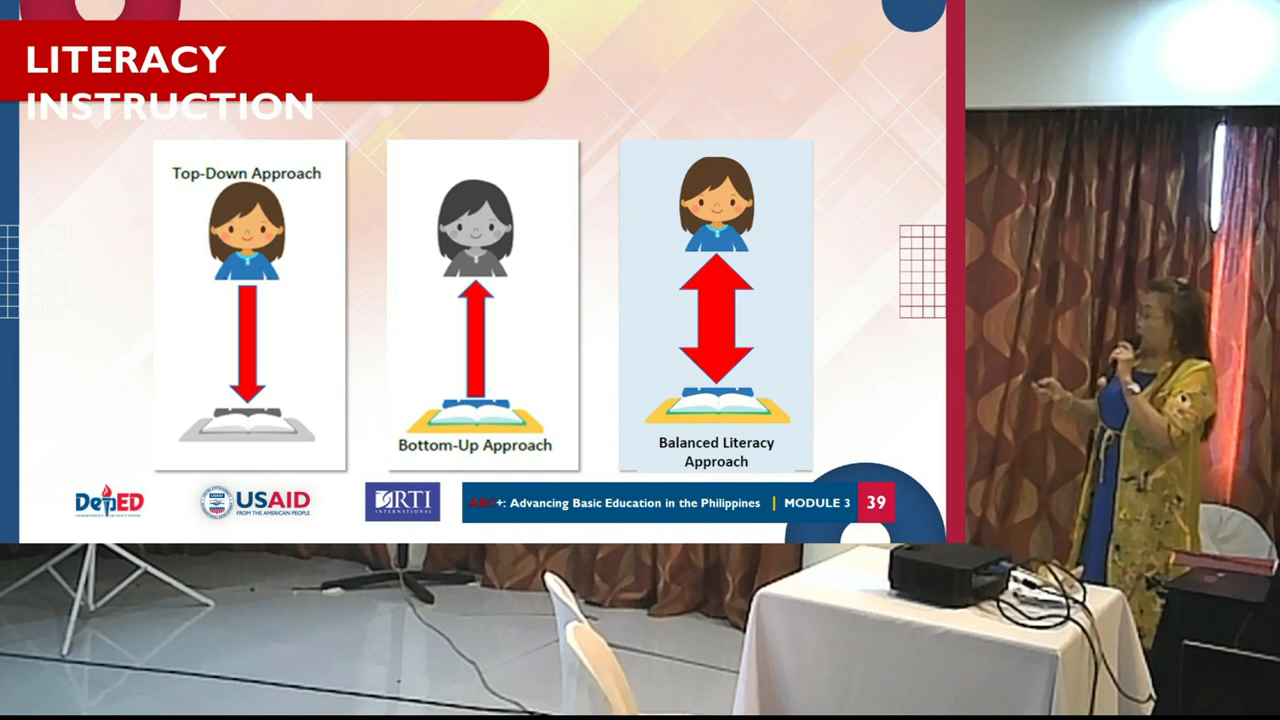 LITERACY
INSTRUCTION
Top-Down Approach
Bottom-Up Approach
Balanced Literacy
Approach
DepED
USAID
FROM THE AMERICAN PEOPLE
RTI
INTERNATIONAL
ABC+: Advancing Basic Education in the Philippines | MODULE 3 39